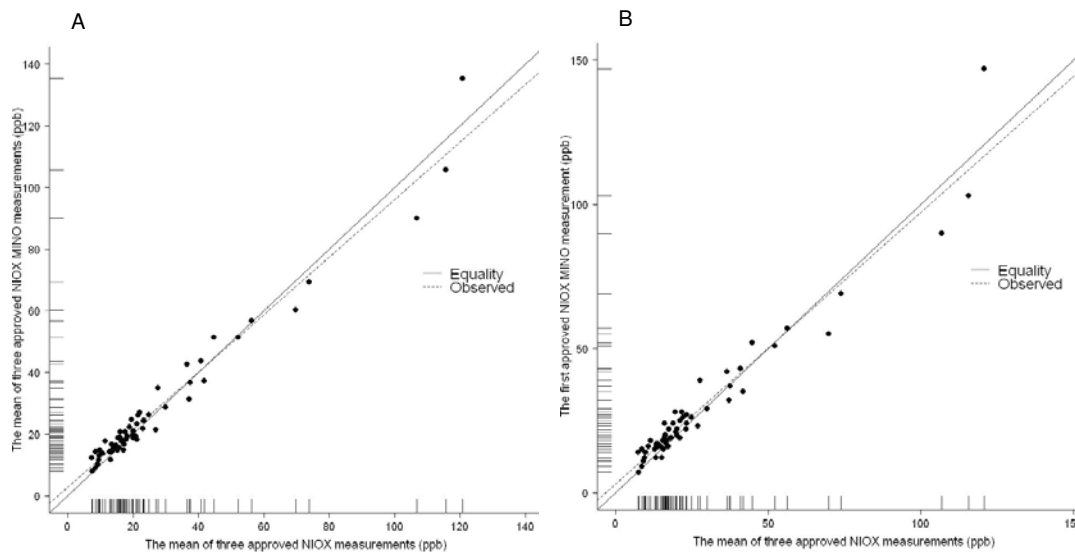 A
140
120
100
80
60
40
20
0
The mean of three approved NIOX MINO measurements (ppb)
Equality
Observed
0 20 40 60 80 100 120 140
The mean of three approved NIOX measurements (ppb)
B
150
100
50
0
The first approved NIOX MINO measurement (ppb)
Equality
Observed
0 50 100 150
The mean of three approved NIOX measurements (ppb)